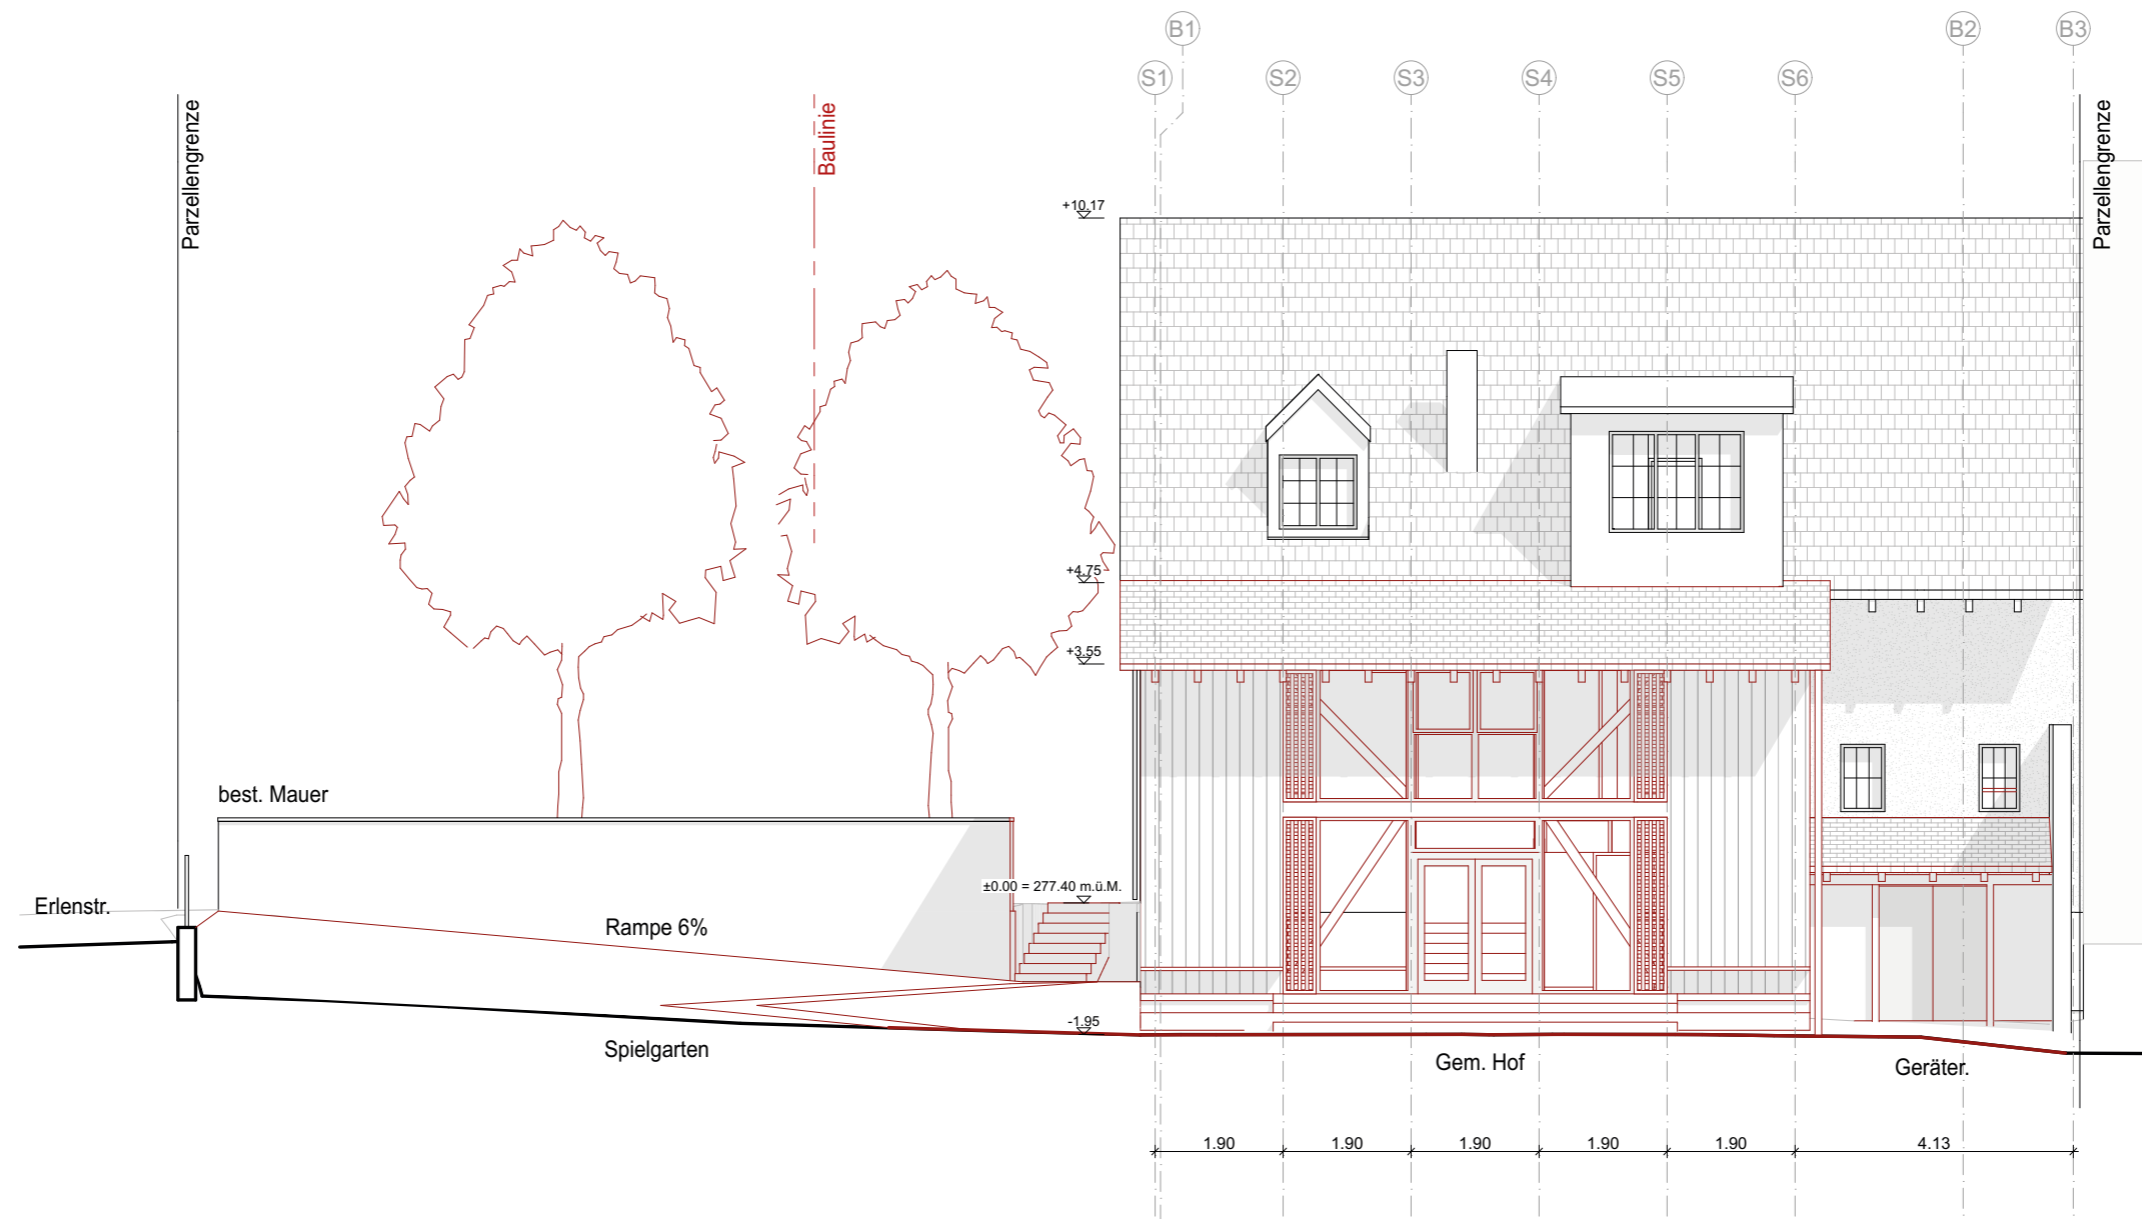 B1
B2
B3
S1
S2
S3
S4
S5
S6
Parzellengrenze
Baulinie
Parzellengrenze
+10.17
+4.75
+3.55
best. Mauer
±0.00 = 277.40 m.ü.M.
Erlenstr.
Rampe 6%
-1.95
Spielgarten
Gem. Hof
Geräter.
1.90
1.90
1.90
1.90
1.90
4.13